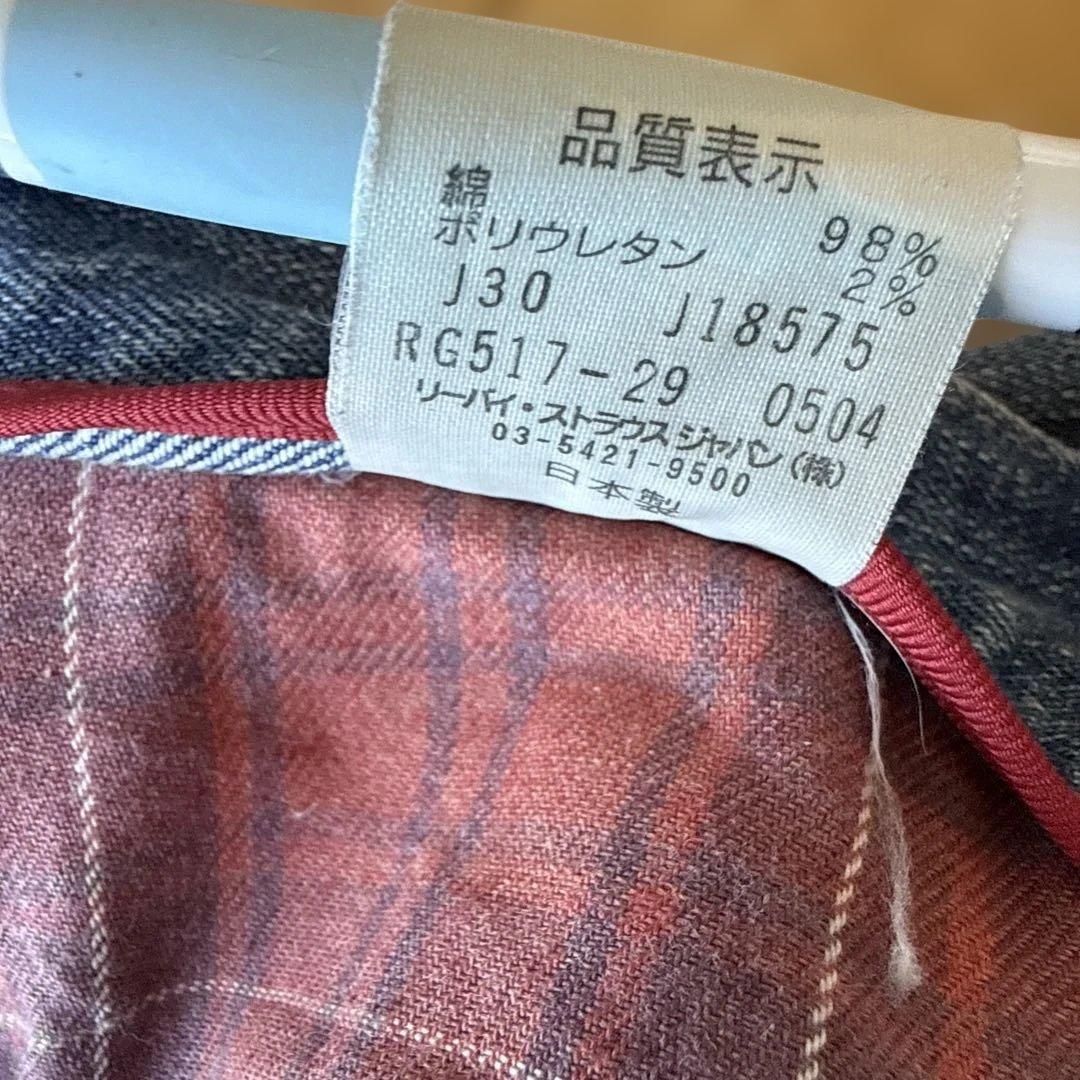 品質表示
綿 98%
ポリウレタン 2%
J30 J18575
RG517-29 0504
リーバイ・ストラウス ジャパン(株)
03-5421-9500
日本製